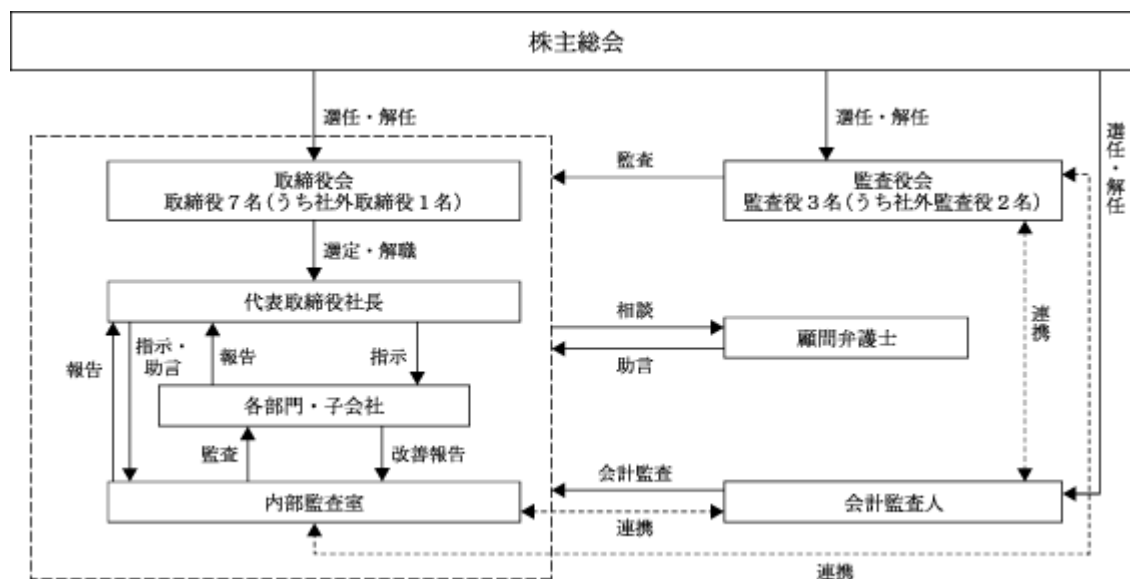 株主総会
選任・解任
選任・解任
選任・解任
監査
取締役会
取締役7名(うち社外取締役1名)
監査役会
監査役3名(うち社外監査役2名)
選定・解職
代表取締役社長
相談
顧問弁護士
助言
連携
報告
指示・
助言
報告
指示
各部門・子会社
監査
改善報告
会計監査
内部監査室
会計監査人
連携
連携